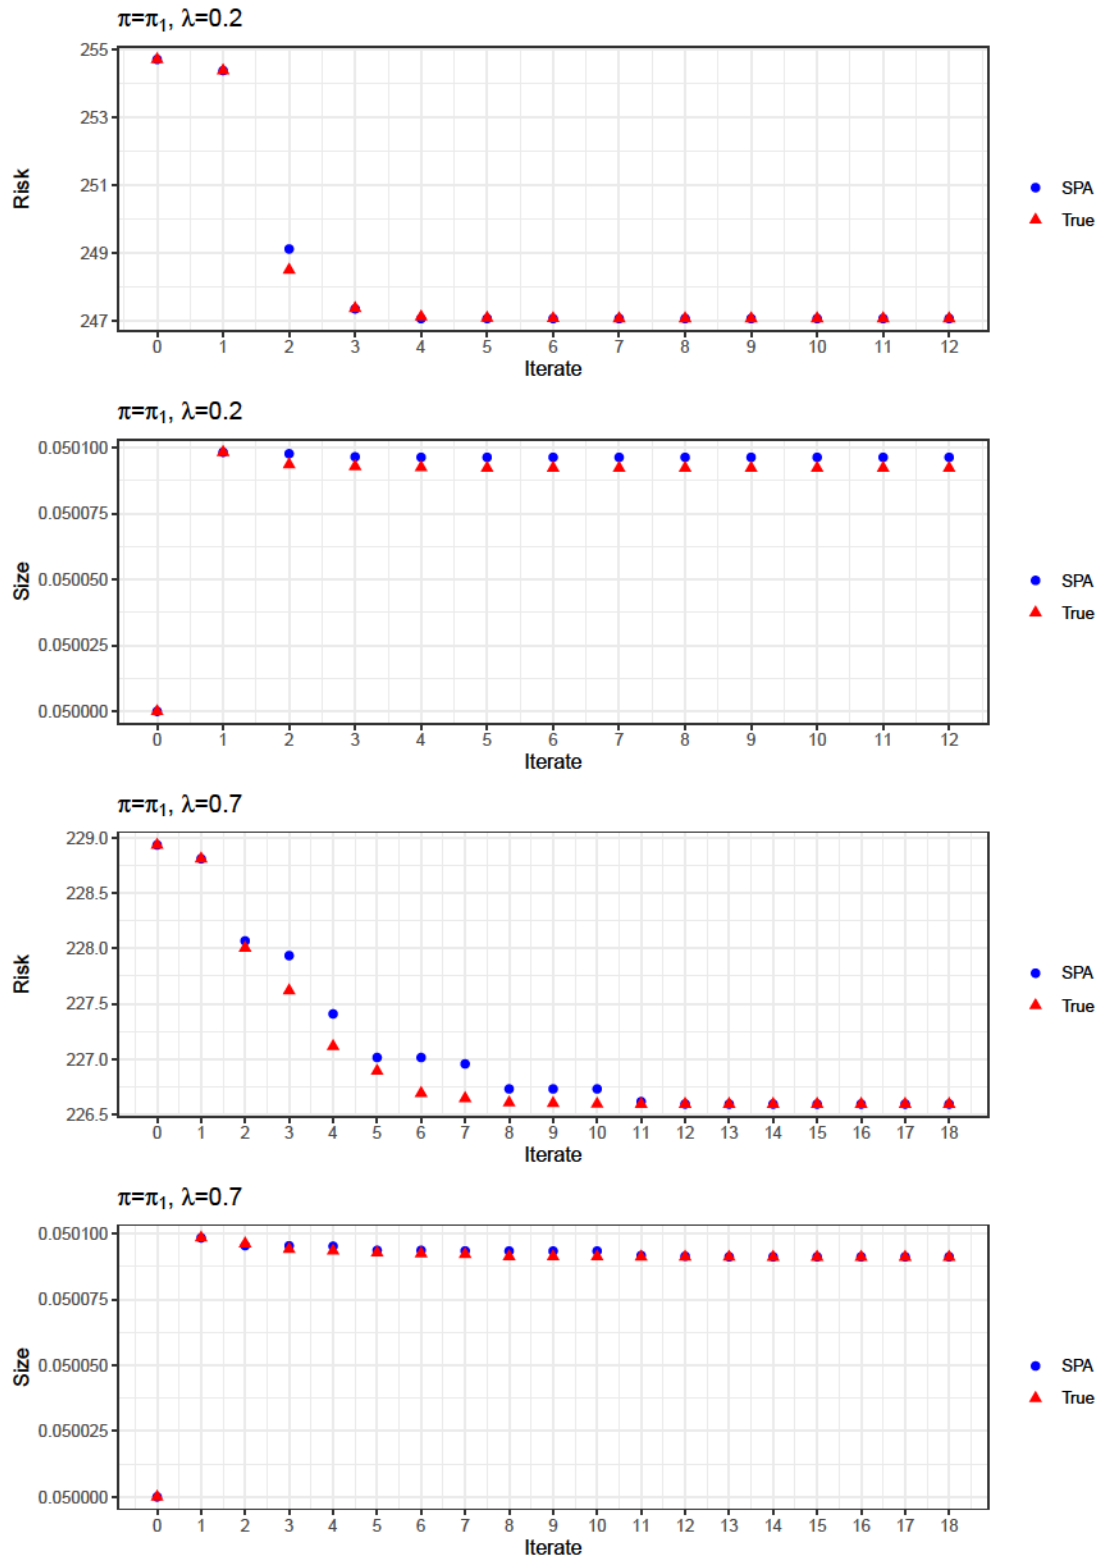 π=π₁, λ=0.2
255
253
251
249
247
Risk
0 1 2 3 4 5 6 7 8 9 10 11 12
Iterate
SPA
True
π=π₁, λ=0.2
0.050100
0.050075
0.050050
0.050025
0.050000
Size
0 1 2 3 4 5 6 7 8 9 10 11 12
Iterate
SPA
True
π=π₁, λ=0.7
229.0
228.5
228.0
227.5
227.0
226.5
Risk
0 1 2 3 4 5 6 7 8 9 10 11 12 13 14 15 16 17 18
Iterate
SPA
True
π=π₁, λ=0.7
0.050100
0.050075
0.050050
0.050025
0.050000
Size
0 1 2 3 4 5 6 7 8 9 10 11 12 13 14 15 16 17 18
Iterate
SPA
True